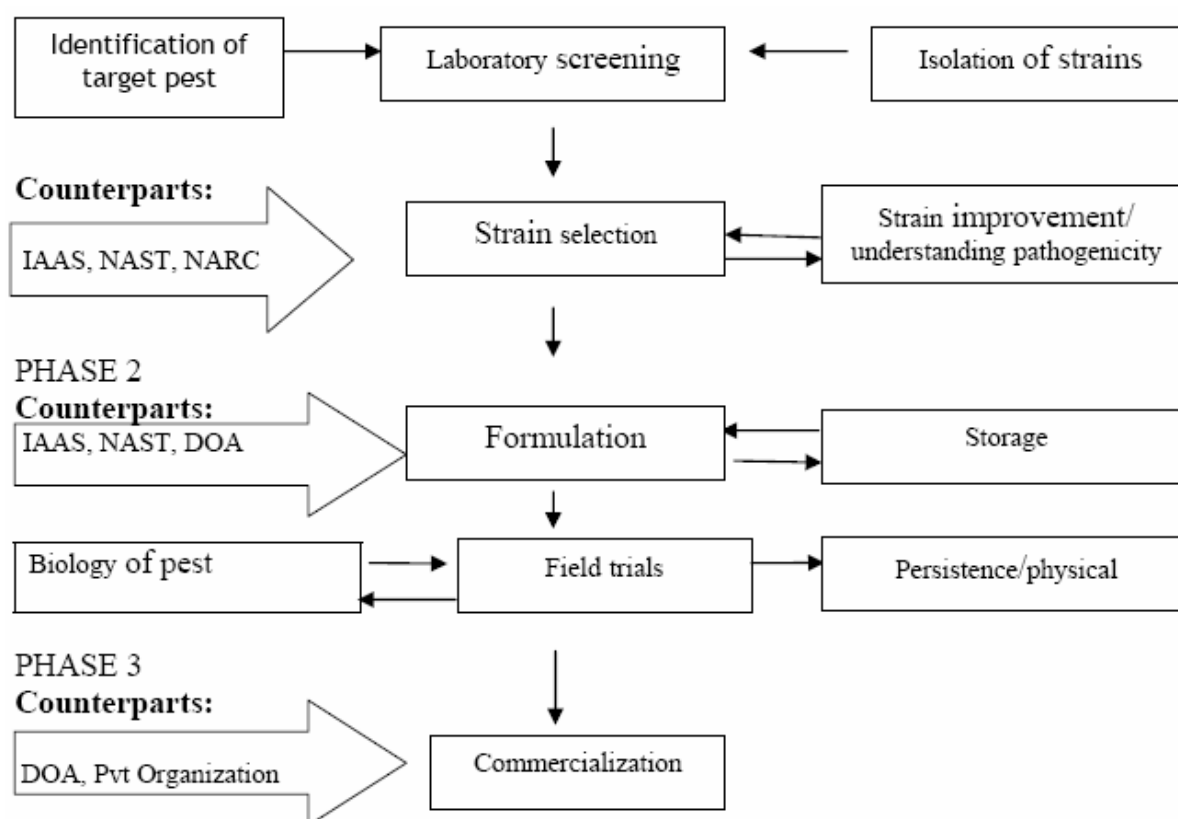 Identification of
target pest
Laboratory screening
Isolation of strains
Counterparts:
IAAS, NAST, NARC
Strain selection
Strain improvement/
understanding pathogenicity
PHASE 2
Counterparts:
IAAS, NAST, DOA
Formulation
Storage
Biology of pest
Field trials
Persistence/physical
PHASE 3
Counterparts:
DOA, Pvt Organization
Commercialization